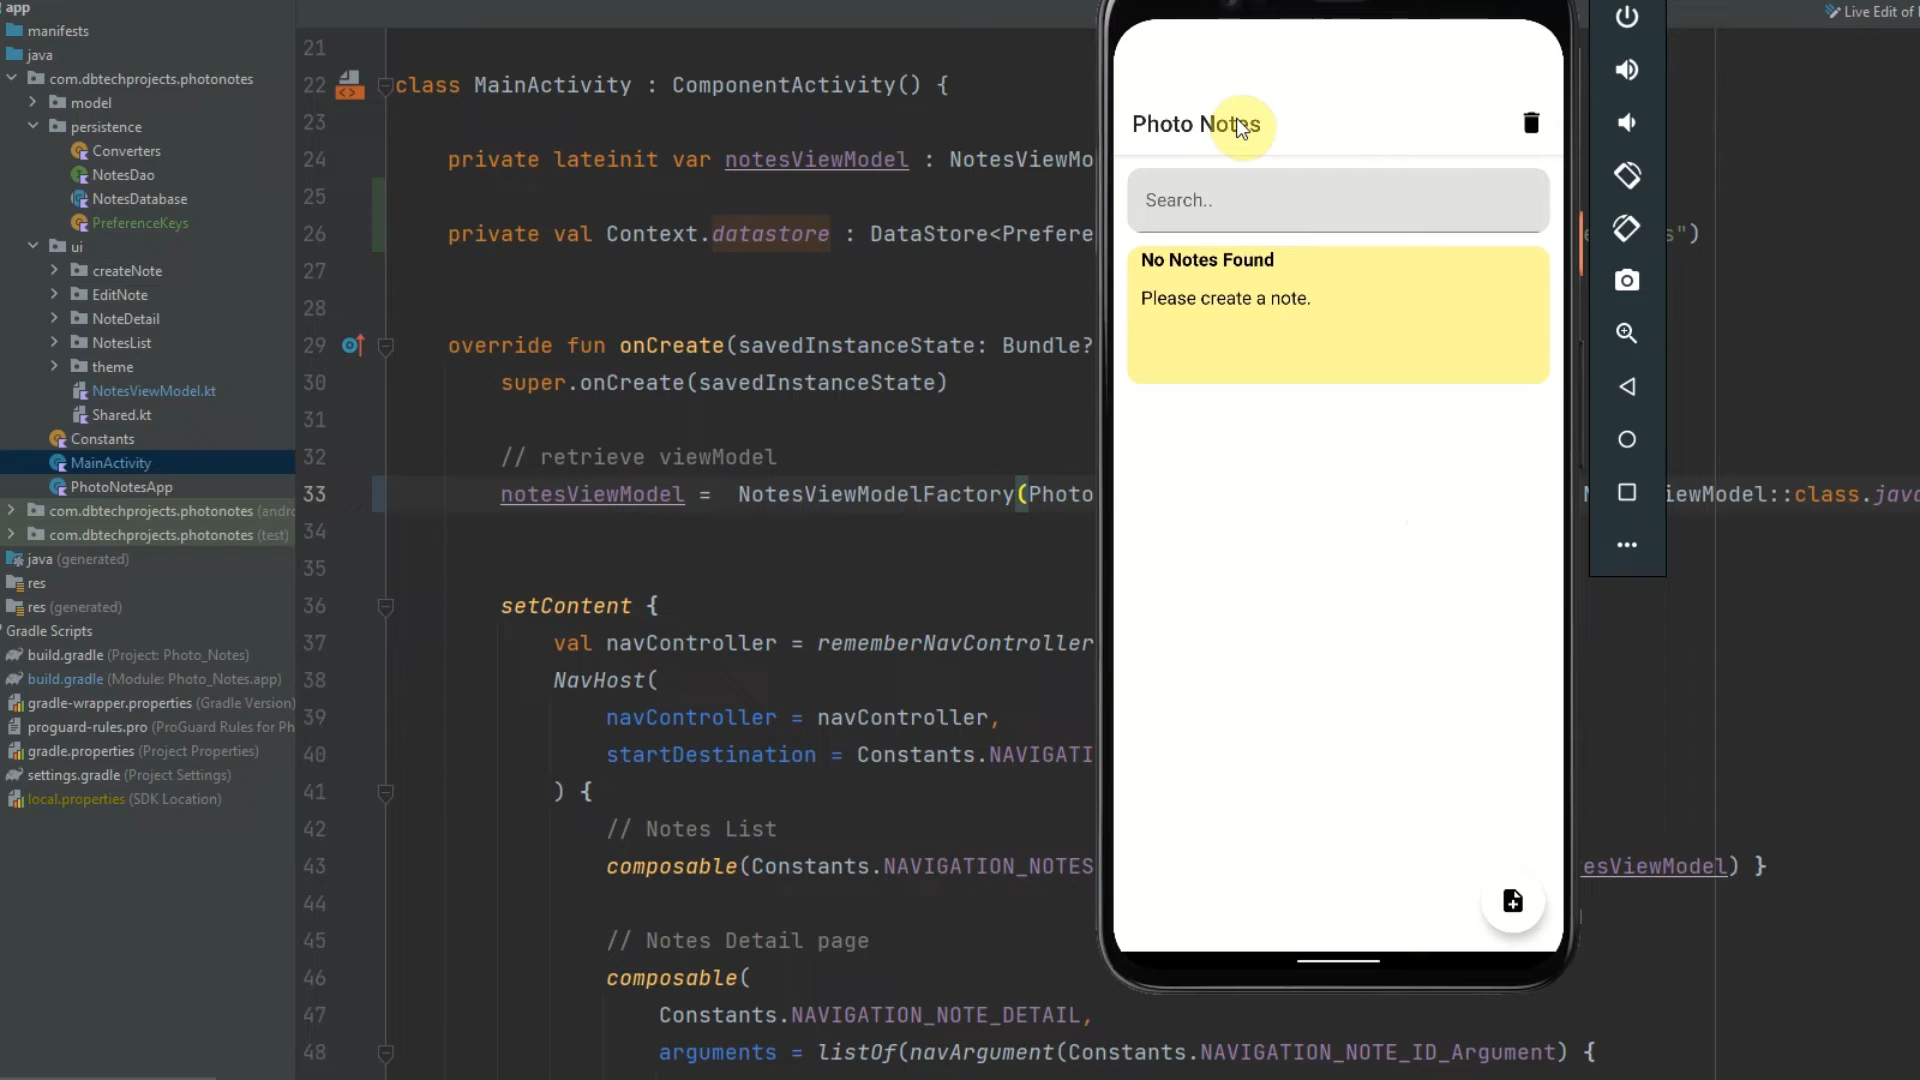 app
manifests
java
com.dbtechprojects.photonotes
model
persistence
Converters
NotesDao
NotesDatabase
PreferenceKeys
ui
createNote
EditNote
NoteDetail
NotesList
theme
NotesViewModel.kt
Shared.kt
Constants
MainActivity
PhotoNotesApp
com.dbtechprojects.photonotes (andro
com.dbtechprojects.photonotes (test)
java (generated)
res
res (generated)
Gradle Scripts
build.gradle (Project: Photo_Notes)
build.gradle (Module: Photo_Notes.app)
gradle-wrapper.properties (Gradle Version)
proguard-rules.pro (ProGuard Rules for Ph
gradle.properties (Project Properties)
settings.gradle (Project Settings)
local.properties (SDK Location)
Live Edit of
21
22 class MainActivity : ComponentActivity() {
23
24 private lateinit var notesViewModel : NotesViewMo
25
26 private val Context.datastore : DataStore<Prefere s")
27
28
29 override fun onCreate(savedInstanceState: Bundle?
30 super.onCreate(savedInstanceState)
31
32 // retrieve viewModel
33 notesViewModel = NotesViewModelFactory(Photo iewModel::class.java
34
35
36 setContent {
37 val navController = rememberNavController
38 NavHost(
39 navController = navController,
40 startDestination = Constants.NAVIGATI
41 ) {
42 // Notes List
43 composable(Constants.NAVIGATION_NOTES esViewModel) }
44
45 // Notes Detail page
46 composable(
47 Constants.NAVIGATION_NOTE_DETAIL,
48 arguments = listOf(navArgument(Constants.NAVIGATION_NOTE_ID_Argument) {
Photo Notes
Search..
No Notes Found
Please create a note.